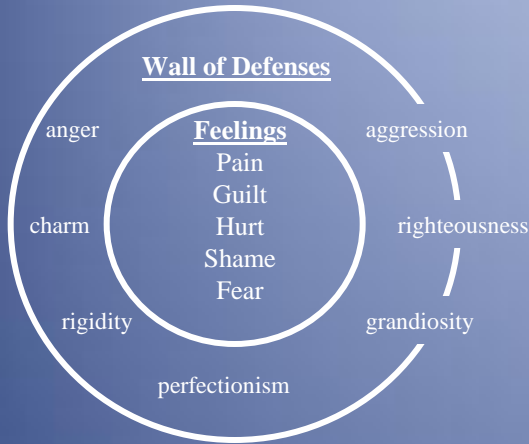 Wall of Defenses
anger
aggression
Feelings
Pain
Guilt
Hurt
Shame
Fear
charm
righteousness
rigidity
grandiosity
perfectionism